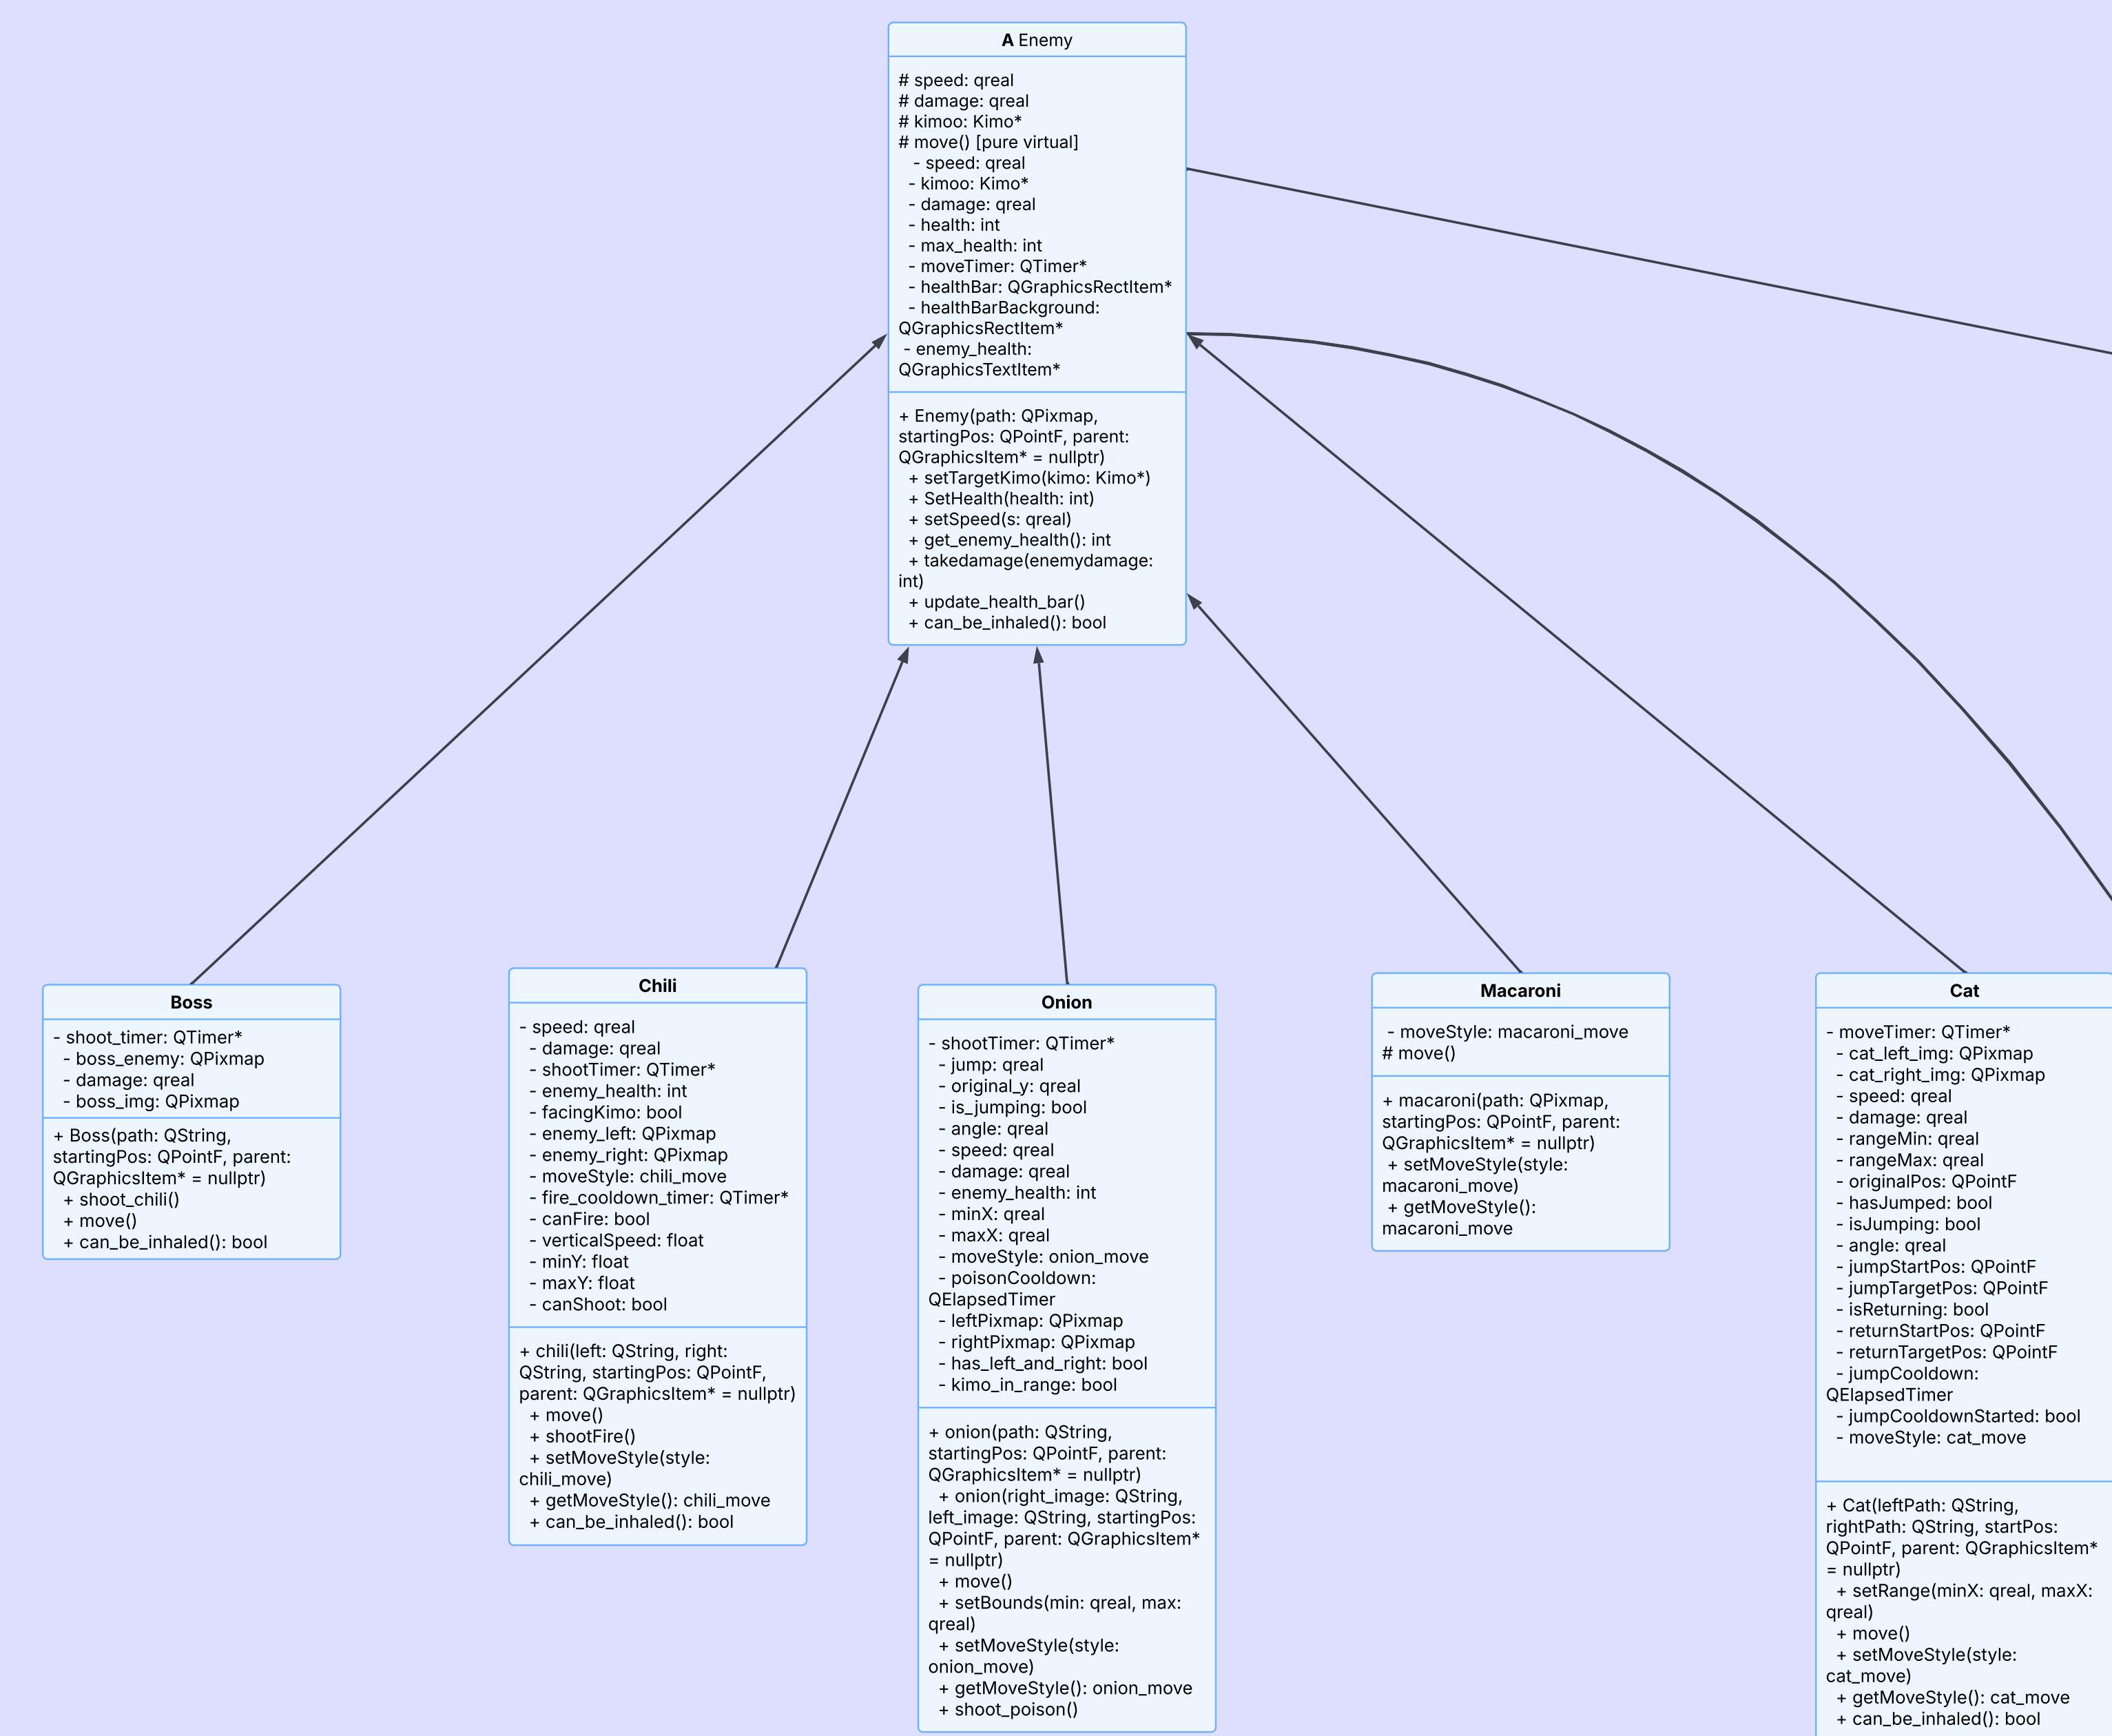 A Enemy
# speed: qreal
# damage: qreal
# kimoo: Kimo*
# move() [pure virtual]
- speed: qreal
- kimoo: Kimo*
- damage: qreal
- health: int
- max_health: int
- moveTimer: QTimer*
- healthBar: QGraphicsRectItem*
- healthBarBackground:
QGraphicsRectItem*
- enemy_health:
QGraphicsTextItem*
+ Enemy(path: QPixmap,
startingPos: QPointF, parent:
QGraphicsItem* = nullptr)
+ setTargetKimo(kimo: Kimo*)
+ SetHealth(health: int)
+ setSpeed(s: qreal)
+ get_enemy_health(): int
+ takedamage(enemydamage:
int)
+ update_health_bar()
+ can_be_inhaled(): bool
Boss
- shoot_timer: QTimer*
- boss_enemy: QPixmap
- damage: qreal
- boss_img: QPixmap
+ Boss(path: QString,
startingPos: QPointF, parent:
QGraphicsItem* = nullptr)
+ shoot_chili()
+ move()
+ can_be_inhaled(): bool
Chili
- speed: qreal
- damage: qreal
- shootTimer: QTimer*
- enemy_health: int
- facingKimo: bool
- enemy_left: QPixmap
- enemy_right: QPixmap
- moveStyle: chili_move
- fire_cooldown_timer: QTimer*
- canFire: bool
- verticalSpeed: float
- minY: float
- maxY: float
- canShoot: bool
+ chili(left: QString, right:
QString, startingPos: QPointF,
parent: QGraphicsItem* = nullptr)
+ move()
+ shootFire()
+ setMoveStyle(style:
chili_move)
+ getMoveStyle(): chili_move
+ can_be_inhaled(): bool
Onion
- shootTimer: QTimer*
- jump: qreal
- original_y: qreal
- is_jumping: bool
- angle: qreal
- speed: qreal
- damage: qreal
- enemy_health: int
- minX: qreal
- maxX: qreal
- moveStyle: onion_move
- poisonCooldown:
QElapsedTimer
- leftPixmap: QPixmap
- rightPixmap: QPixmap
- has_left_and_right: bool
- kimo_in_range: bool
+ onion(path: QString,
startingPos: QPointF, parent:
QGraphicsItem* = nullptr)
+ onion(right_image: QString,
left_image: QString, startingPos:
QPointF, parent: QGraphicsItem*
= nullptr)
+ move()
+ setBounds(min: qreal, max:
qreal)
+ setMoveStyle(style:
onion_move)
+ getMoveStyle(): onion_move
+ shoot_poison()
Macaroni
- moveStyle: macaroni_move
# move()
+ macaroni(path: QPixmap,
startingPos: QPointF, parent:
QGraphicsItem* = nullptr)
+ setMoveStyle(style:
macaroni_move)
+ getMoveStyle():
macaroni_move
Cat
- moveTimer: QTimer*
- cat_left_img: QPixmap
- cat_right_img: QPixmap
- speed: qreal
- damage: qreal
- rangeMin: qreal
- rangeMax: qreal
- originalPos: QPointF
- hasJumped: bool
- isJumping: bool
- angle: qreal
- jumpStartPos: QPointF
- jumpTargetPos: QPointF
- isReturning: bool
- returnStartPos: QPointF
- returnTargetPos: QPointF
- jumpCooldown:
QElapsedTimer
- jumpCooldownStarted: bool
- moveStyle: cat_move
+ Cat(leftPath: QString,
rightPath: QString, startPos:
QPointF, parent: QGraphicsItem*
= nullptr)
+ setRange(minX: qreal, maxX:
qreal)
+ move()
+ setMoveStyle(style:
cat_move)
+ getMoveStyle(): cat_move
+ can_be_inhaled(): bool